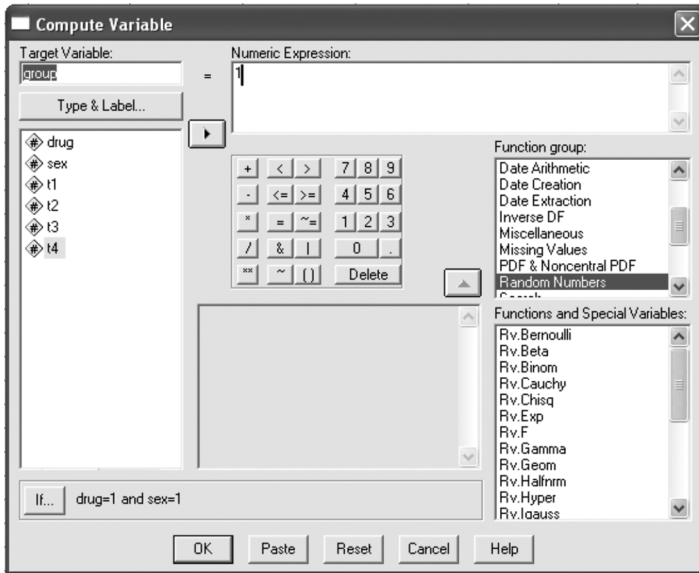 Compute Variable
Target Variable:
group
=
Numeric Expression:
1
Type & Label...
drug
sex
t1
t2
t3
t4
+ < > 7 8 9
- <= >= 4 5 6
* = ~= 1 2 3
/ & | 0 .
** ~ () Delete
Function group:
Date Arithmetic
Date Creation
Date Extraction
Inverse DF
Miscellaneous
Missing Values
PDF & Noncentral PDF
Random Numbers
Search
Functions and Special Variables:
Rv.Bernoulli
Rv.Beta
Rv.Binom
Rv.Cauchy
Rv.Chisq
Rv.Exp
Rv.F
Rv.Gamma
Rv.Geom
Rv.Halfnrm
Rv.Hyper
Rv.Igauss
If... drug=1 and sex=1
OK Paste Reset Cancel Help